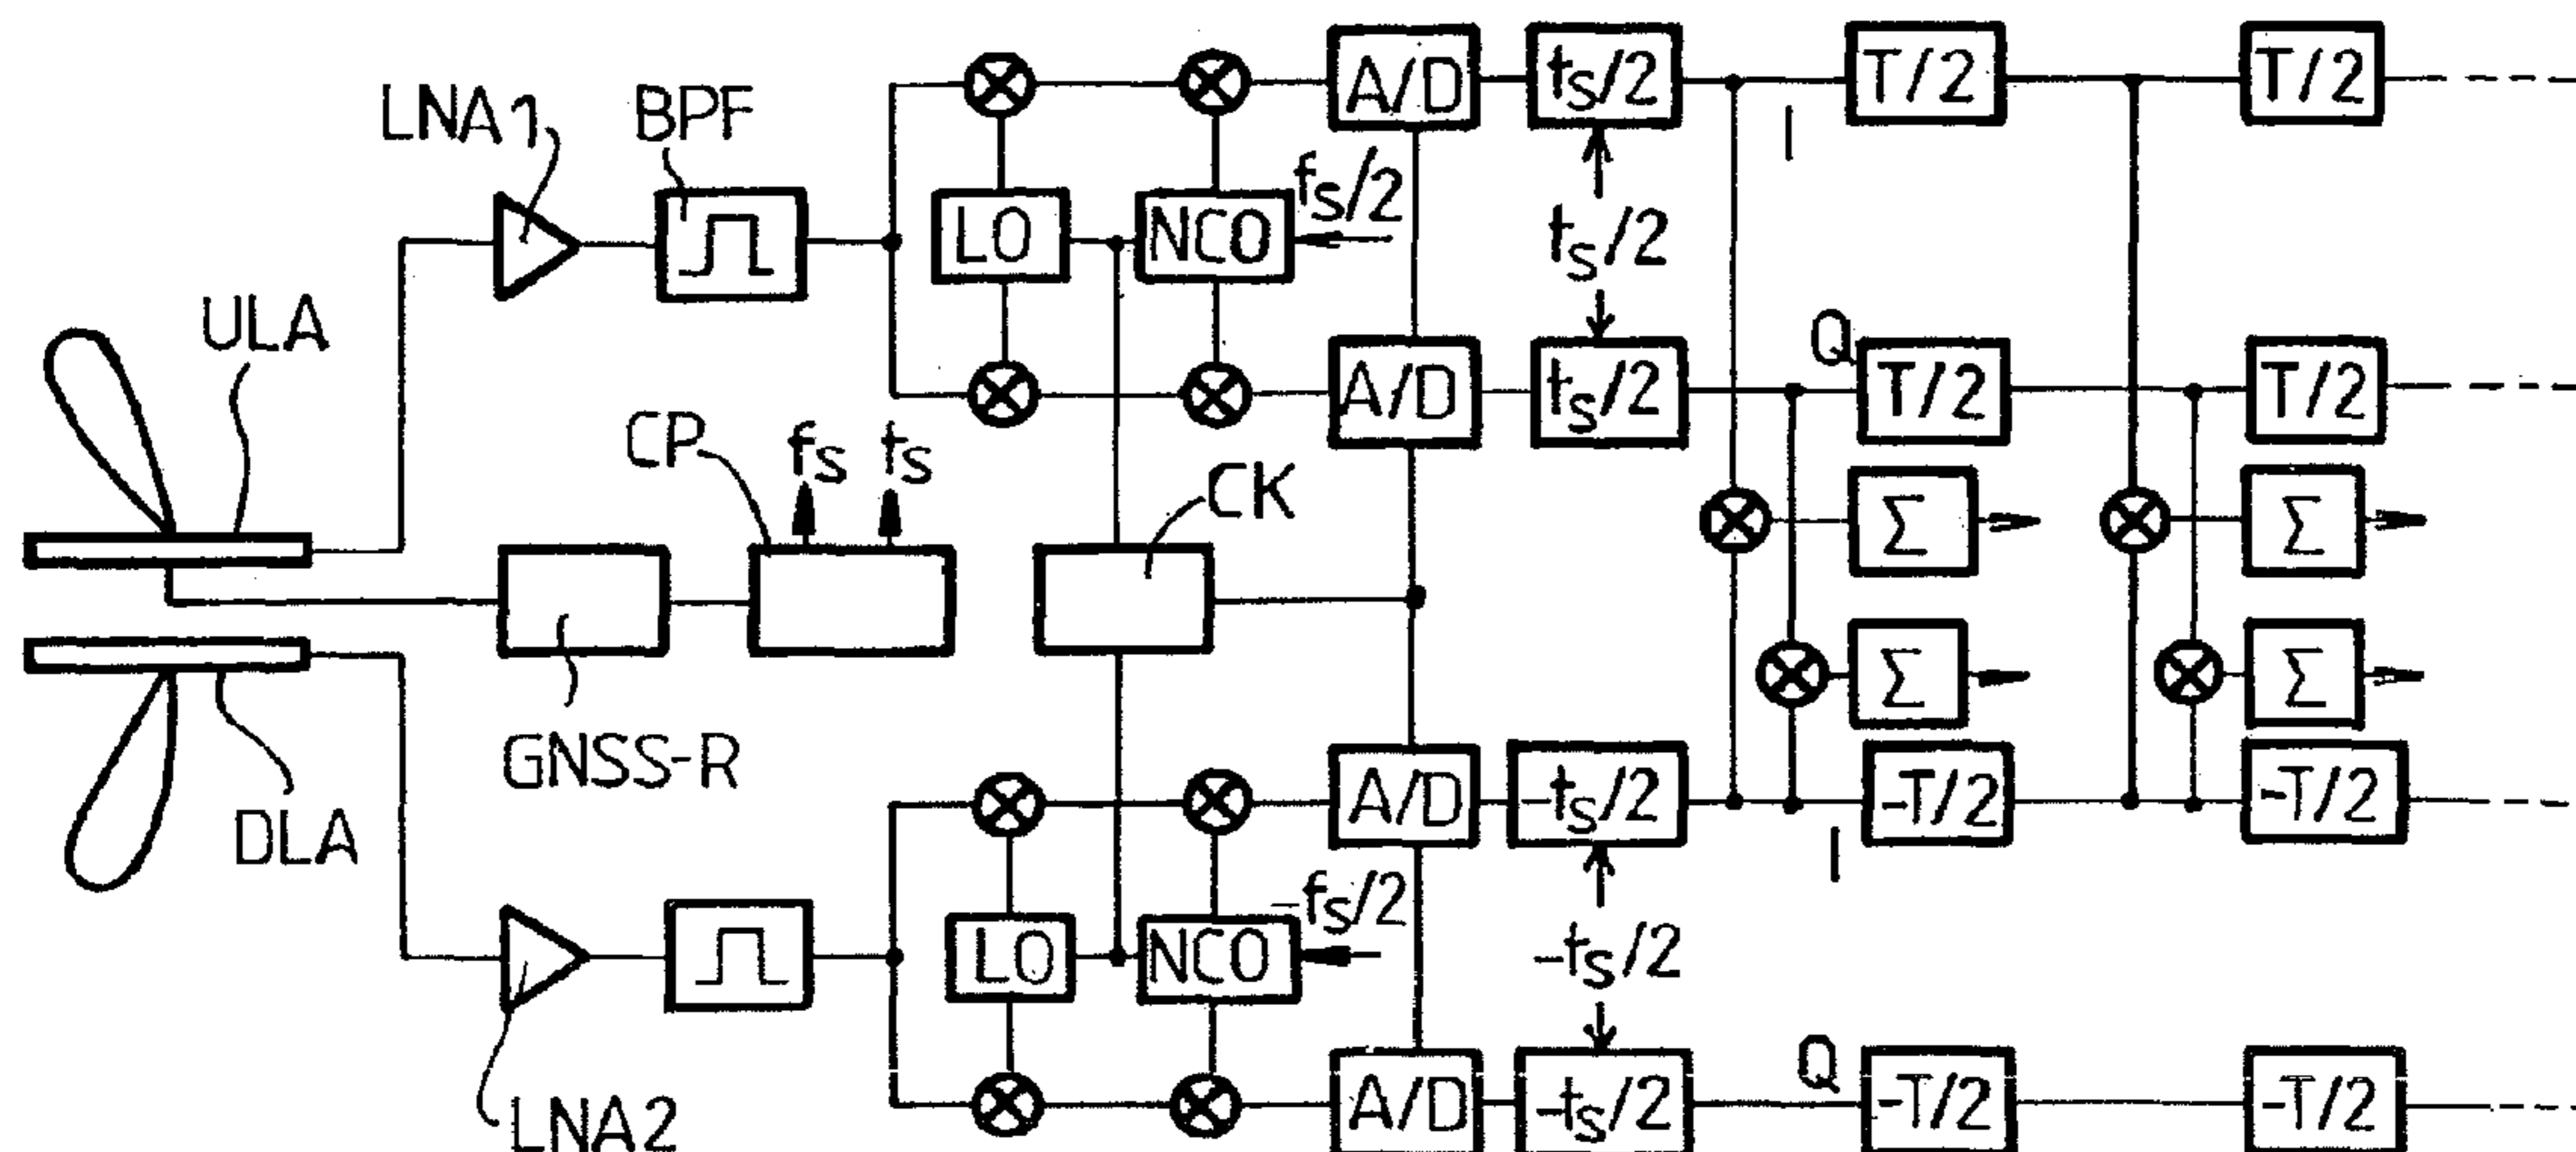 A/D ts/2 T/2 T/2
LNA1 BPF
I
fs/2
LO NCO ts/2
ULA Q
A/D ts/2 T/2 T/2
CP fs ts
CK
Σ Σ
Σ Σ
GNSS-R
A/D -ts/2 -T/2 -T/2
DLA I
-fs/2
LO NCO -ts/2
Q
A/D -ts/2 -T/2 -T/2
LNA2